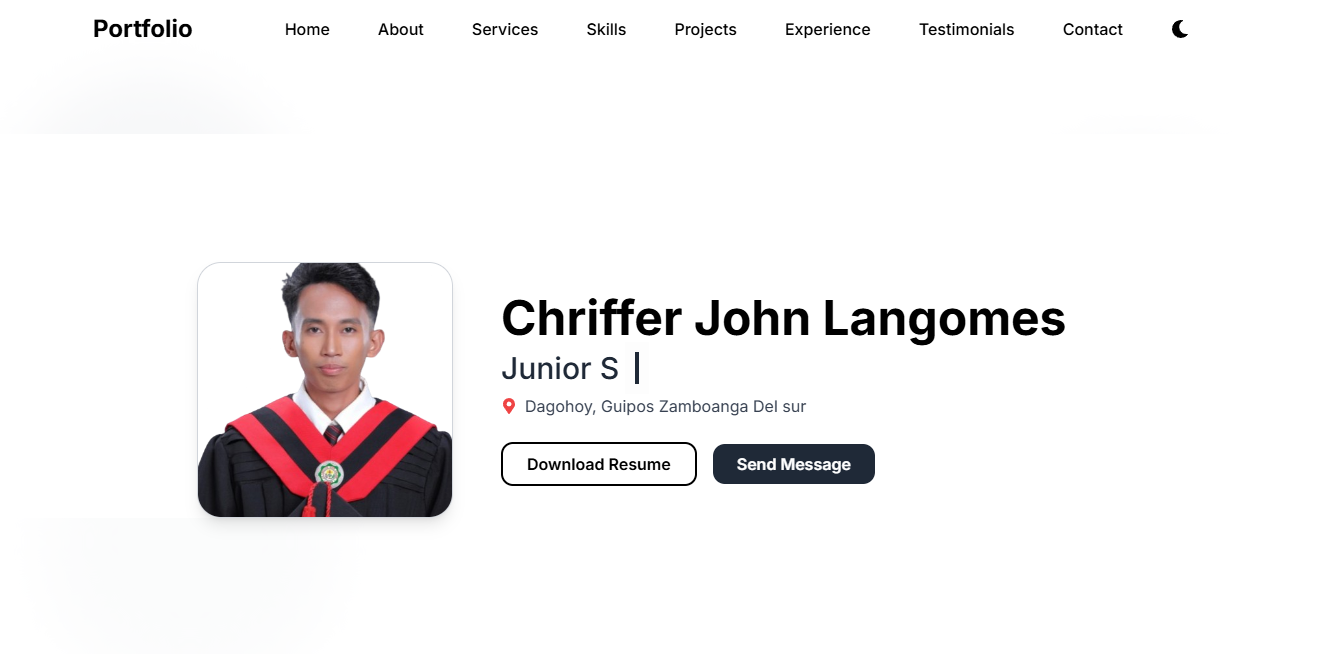 Portfolio Home About Services Skills Projects Experience Testimonials Contact
Chriffer John Langomes
Junior S
Dagohoy, Guipos Zamboanga Del sur
Download Resume Send Message